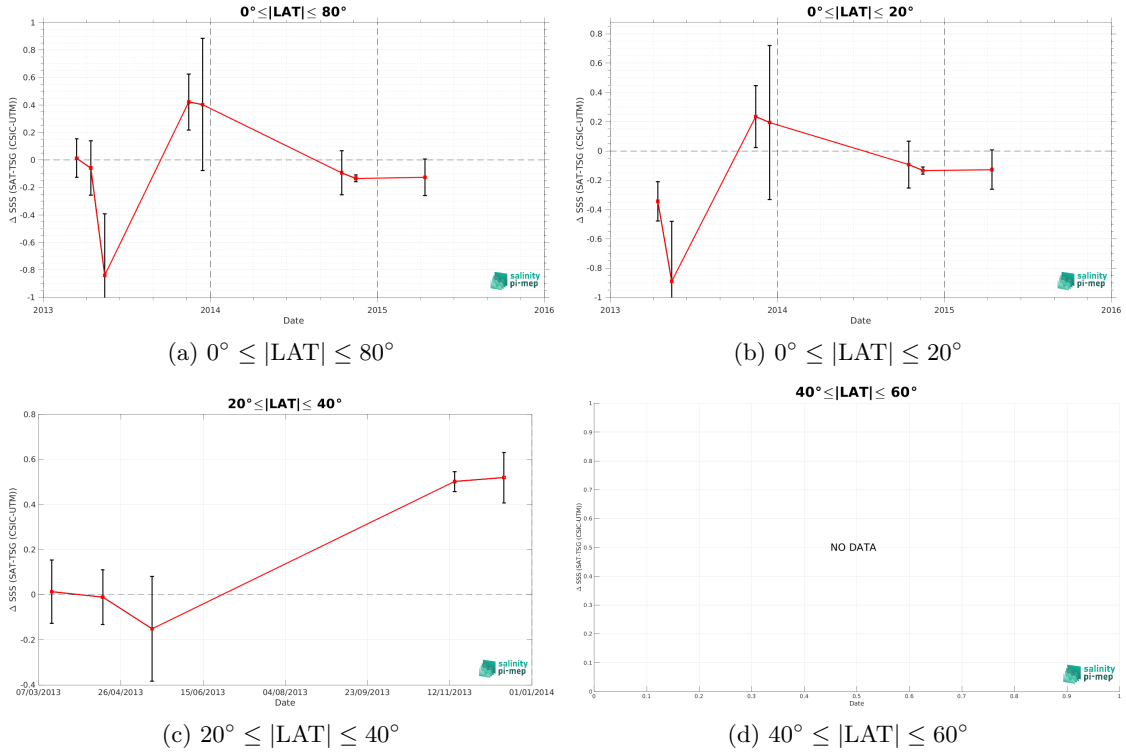 0°≤|LAT|≤ 80°
Δ SSS (SAT-TSG (CSIC-UTM))
1
0.8
0.6
0.4
0.2
0
-0.2
-0.4
-0.6
-0.8
-1
2013
2014
2015
2016
Date
salinity
pi-mep
(a) 0° ≤ |LAT| ≤ 80°
0°≤|LAT|≤ 20°
Δ SSS (SAT-TSG (CSIC-UTM))
0.8
0.6
0.4
0.2
0
-0.2
-0.4
-0.6
-0.8
-1
2013
2014
2015
2016
Date
salinity
pi-mep
(b) 0° ≤ |LAT| ≤ 20°
20°≤|LAT|≤ 40°
Δ SSS (SAT-TSG (CSIC-UTM))
0.8
0.6
0.4
0.2
0
-0.2
-0.4
07/03/2013
26/04/2013
15/06/2013
04/08/2013
23/09/2013
12/11/2013
01/01/2014
Date
salinity
pi-mep
(c) 20° ≤ |LAT| ≤ 40°
40°≤|LAT|≤ 60°
Δ SSS (SAT-TSG (CSIC-UTM))
1
0.9
0.8
0.7
0.6
0.5
0.4
0.3
0.2
0.1
0
NO DATA
0
0.1
0.2
0.3
0.4
0.5
0.6
0.7
0.8
0.9
1
Date
salinity
pi-mep
(d) 40° ≤ |LAT| ≤ 60°